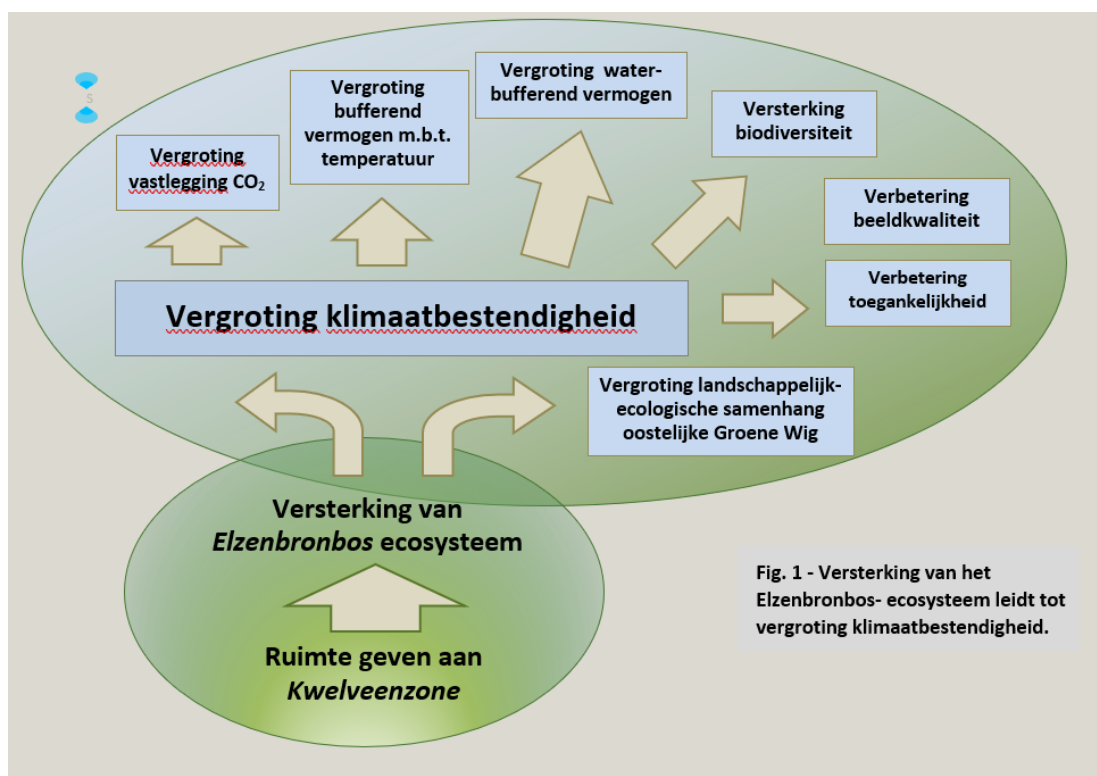 Vergroting water-
bufferend vermogen
Vergroting
bufferend
vermogen m.b.t.
temperatuur
Versterking
biodiversiteit
S
Vergroting
vastlegging CO₂
Verbetering
beeldkwaliteit
Verbetering
toegankelijkheid
Vergroting klimaatbestendigheid
Vergroting landschappelijk-
ecologische samenhang
oostelijke Groene Wig
Versterking van
Elzenbronbos ecosysteem
Ruimte geven aan
Kwelveenzone
Fig. 1 - Versterking van het
Elzenbronbos- ecosysteem leidt tot
vergroting klimaatbestendigheid.